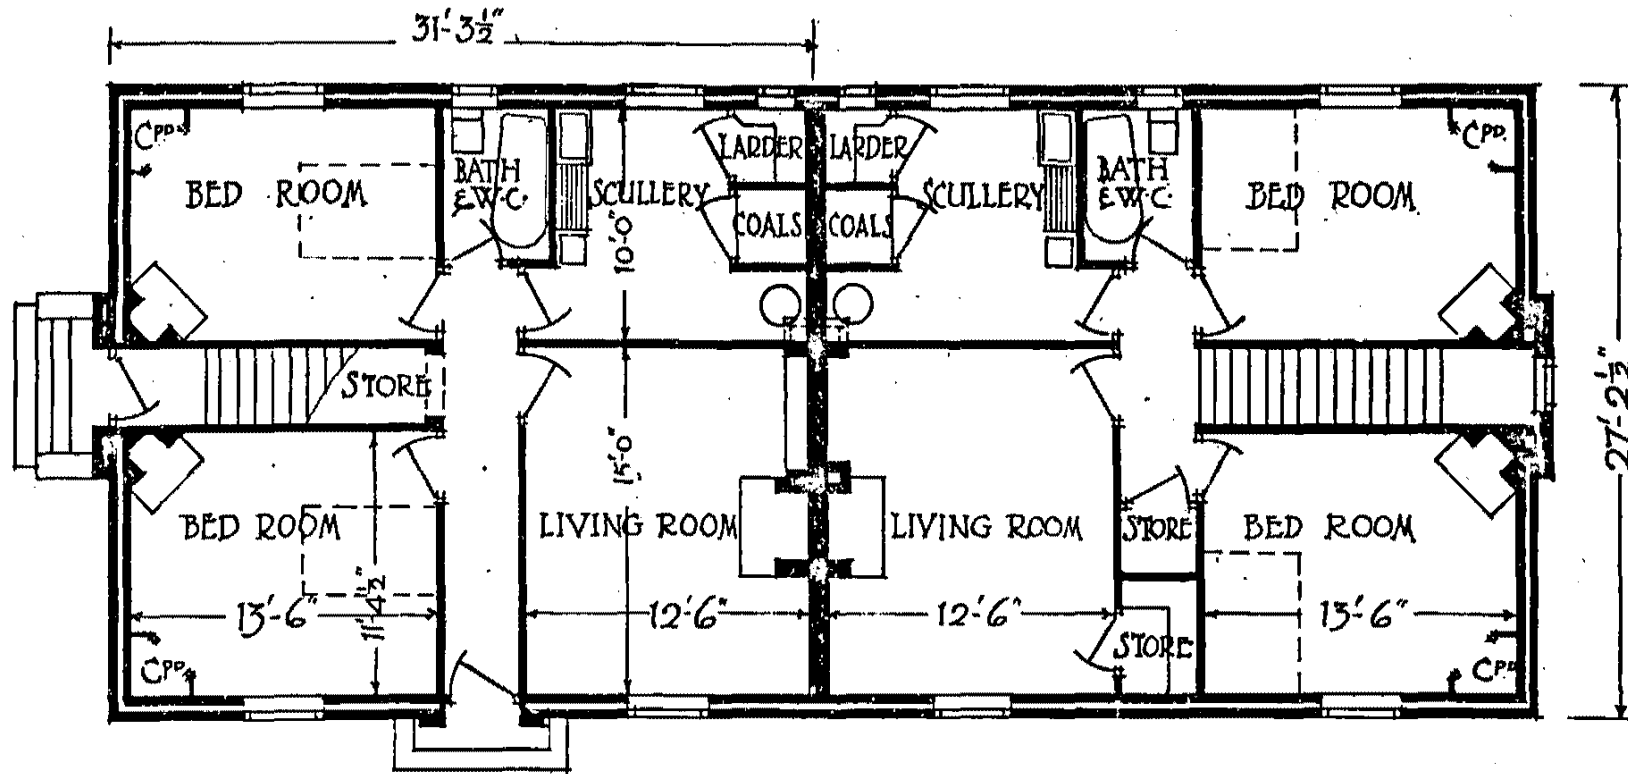 31'-3½"
CPD.
BED ROOM
BATH
& W.C.
SCULLERY
LARDER
COALS
10'-0"
LARDER
COALS
SCULLERY
BATH
& W.C.
BED ROOM
CPD.
STORE
27'-2½"
15'-0"
BED ROOM
LIVING ROOM
LIVING ROOM
STORE
BED ROOM
13'-6"
11'-4½"
12'-6"
12'-6"
STORE
13'-6"
CPD.
CPD.